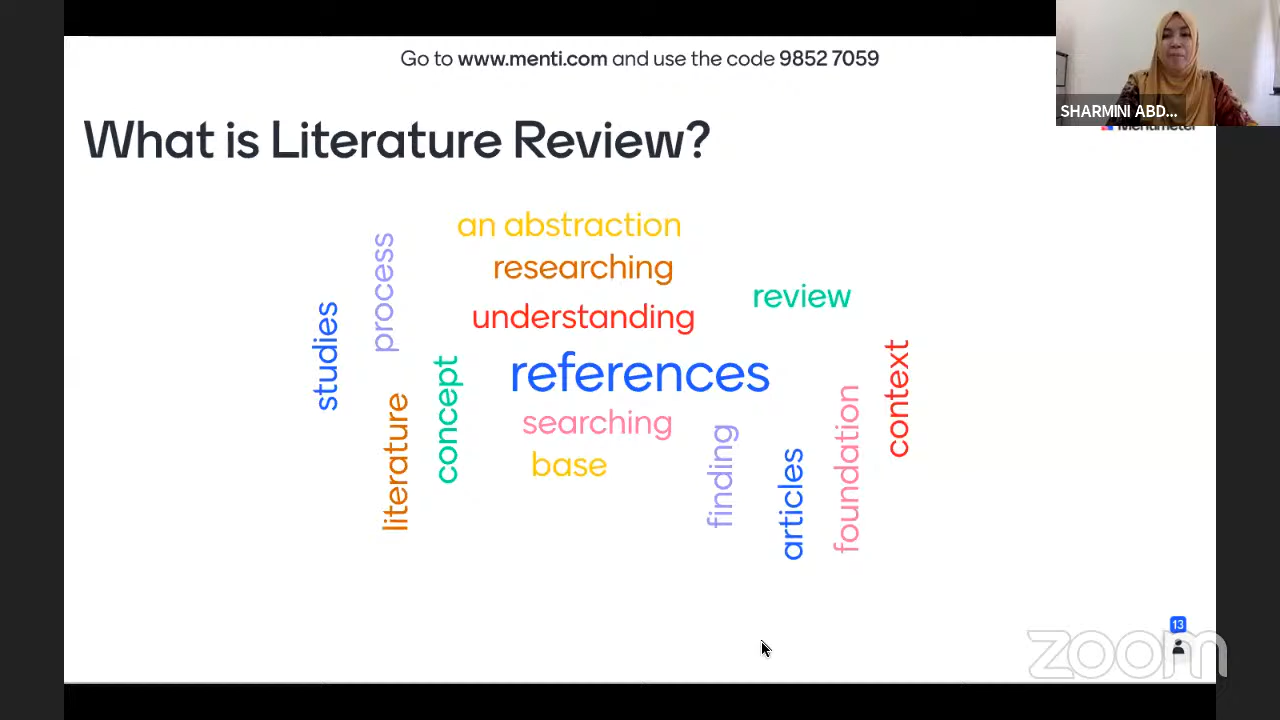 Go to www.menti.com and use the code 9852 7059
SHARMINI ABD...
Mentimeter
What is Literature Review?
an abstraction
process
researching
review
studies
understanding
context
references
concept
literature
searching
foundation
finding
base
articles
13
zoom